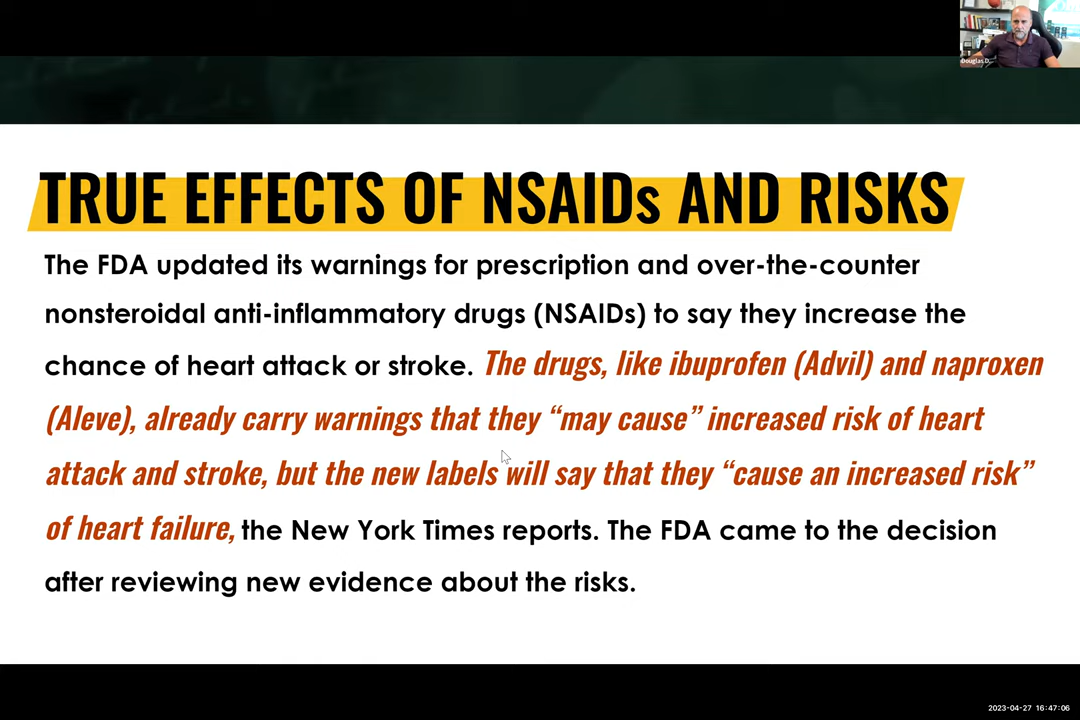 Douglas D...
TRUE EFFECTS OF NSAIDs AND RISKS
The FDA updated its warnings for prescription and over-the-counter
nonsteroidal anti-inflammatory drugs (NSAIDs) to say they increase the
chance of heart attack or stroke. The drugs, like ibuprofen (Advil) and naproxen
(Aleve), already carry warnings that they “may cause” increased risk of heart
attack and stroke, but the new labels will say that they “cause an increased risk”
of heart failure, the New York Times reports. The FDA came to the decision
after reviewing new evidence about the risks.
2023-04-27 16:47:06